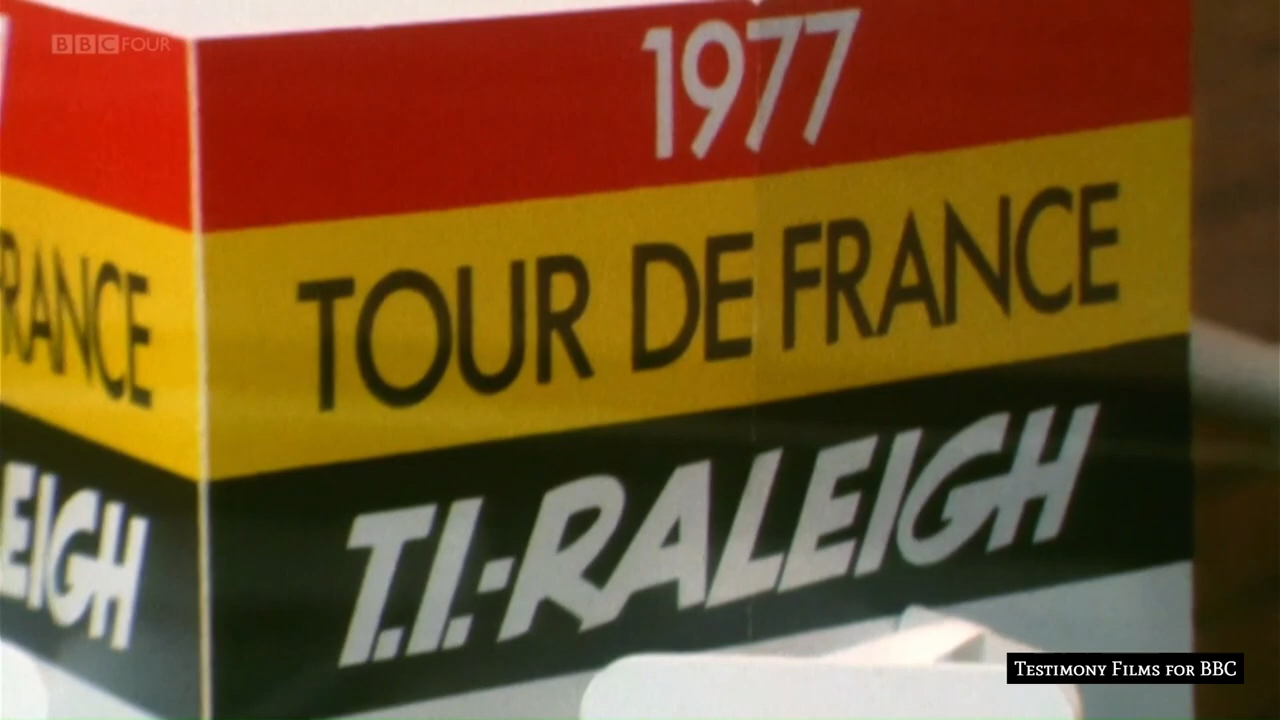 BBC FOUR
1977
TOUR DE FRANCE
T.I.-RALEIGH
RANCE
EIGH
Testimony Films for BBC